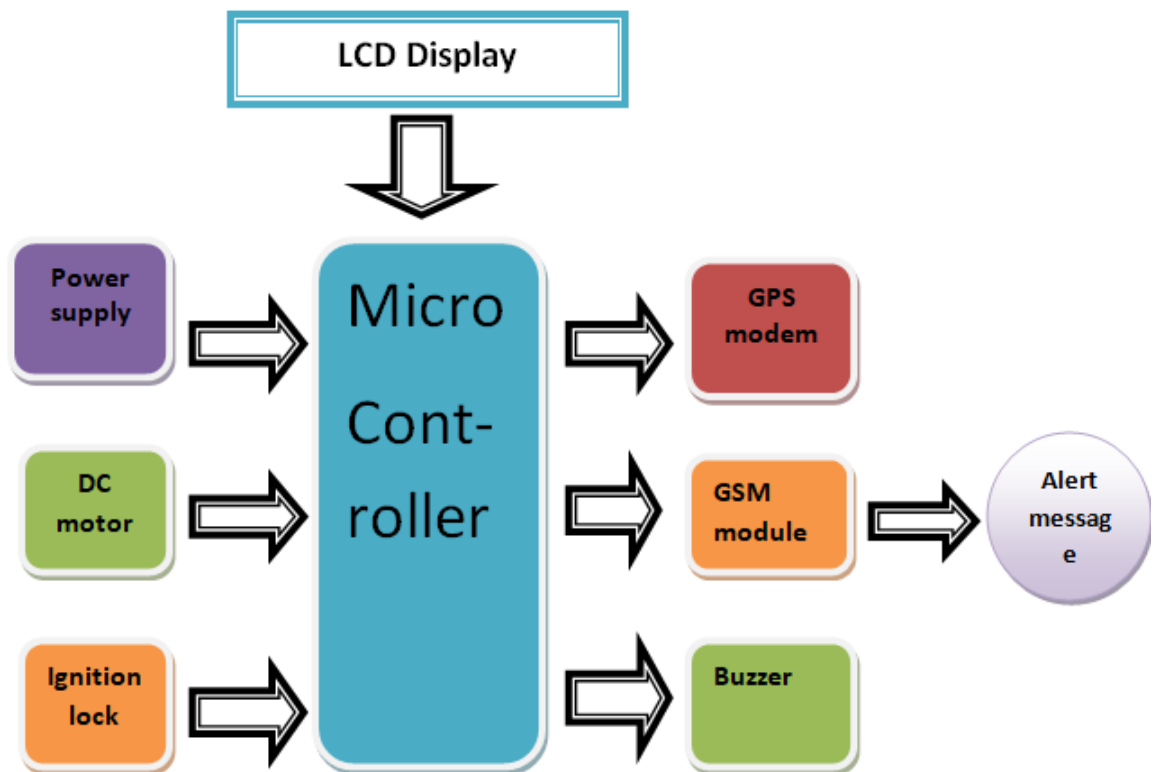 LCD Display
Power
supply
Micro
Cont-
roller
GPS
modem
DC
motor
GSM
module
Alert
messag
e
Ignition
lock
Buzzer